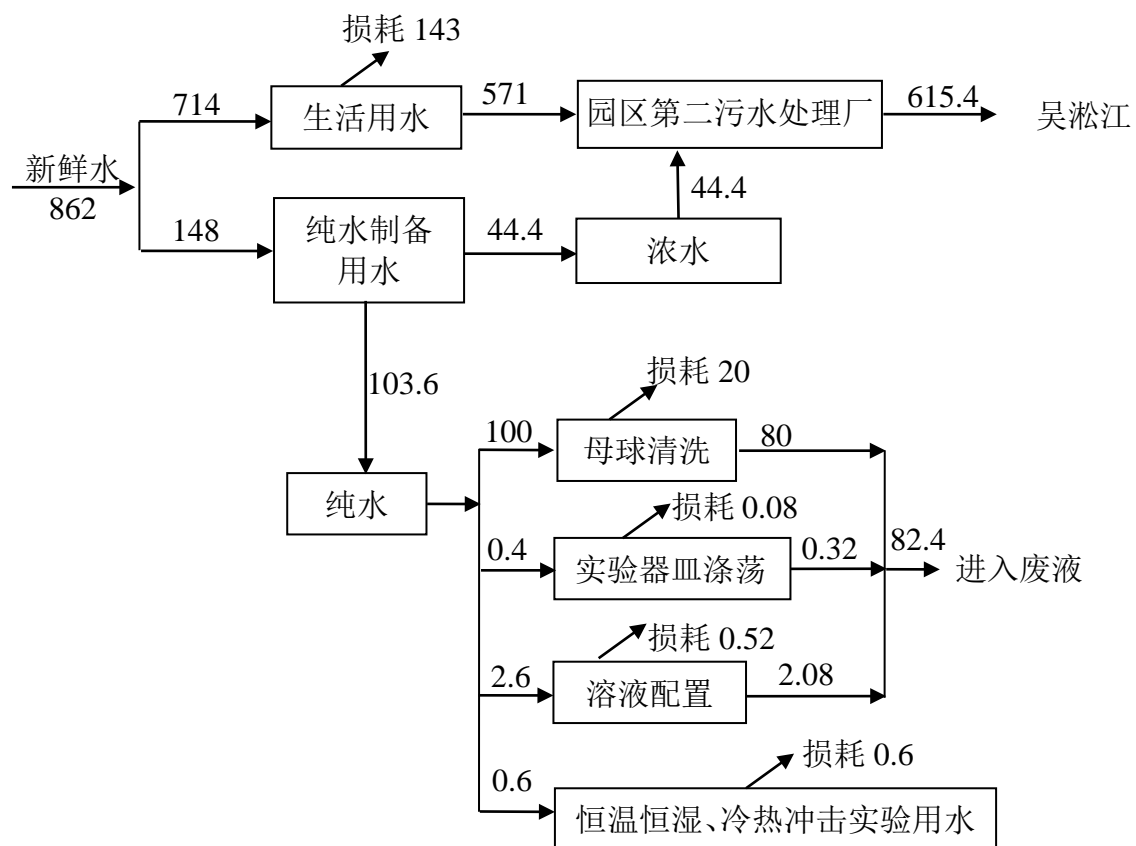 损耗 143
714
生活用水
571
园区第二污水处理厂
615.4
吴淞江
新鲜水
862
44.4
148
纯水制备
用水
44.4
浓水
103.6
损耗 20
100
母球清洗
80
纯水
损耗 0.08
0.4
实验器皿涤荡
0.32
82.4
进入废液
损耗 0.52
2.6
溶液配置
2.08
损耗 0.6
0.6
恒温恒湿、冷热冲击实验用水